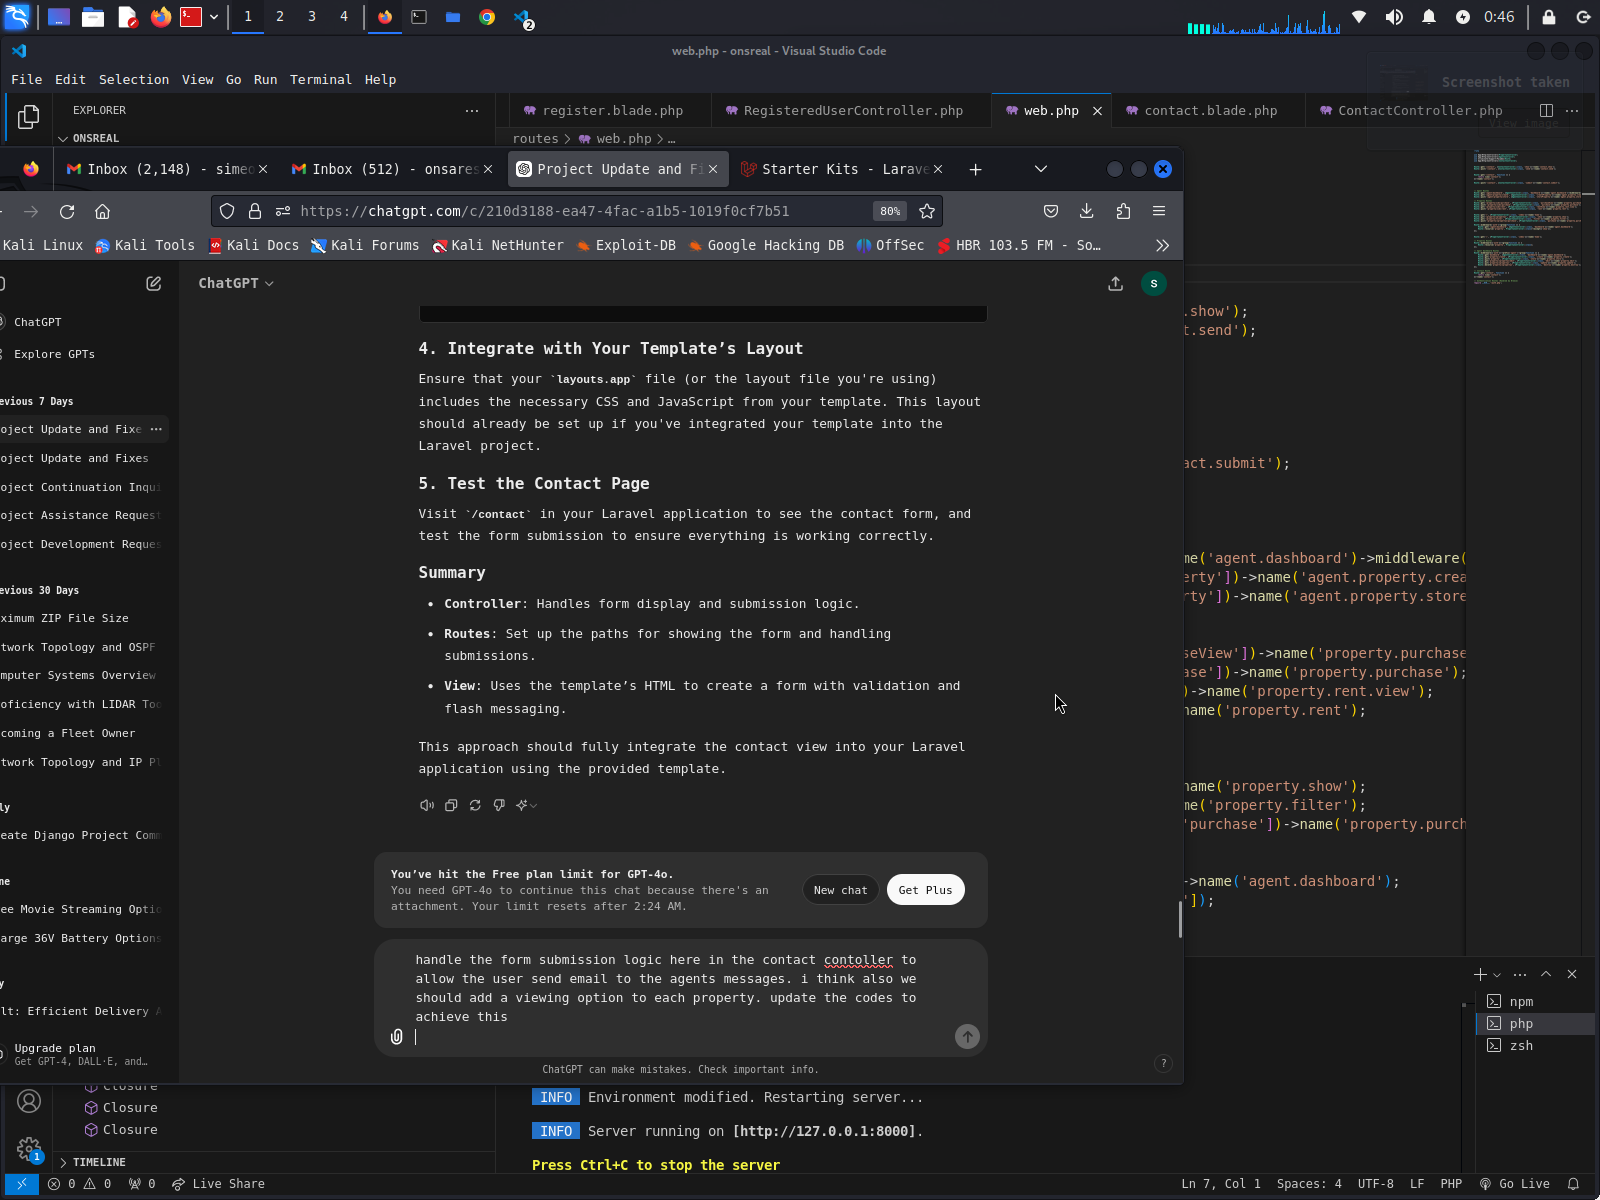 1 2 3 4
2
0:46
web.php - onsreal - Visual Studio Code
File Edit Selection View Go Run Terminal Help
Screenshot taken
View image
EXPLORER
ONSREAL
register.blade.php RegisteredUserController.php web.php contact.blade.php ContactController.php
routes > web.php > ...
Inbox (2,148) - simeo Inbox (512) - onsares Project Update and Fi Starter Kits - Larave
https://chatgpt.com/c/210d3188-ea47-4fac-a1b5-1019f0cf7b51
80%
Kali Linux Kali Tools Kali Docs Kali Forums Kali NetHunter Exploit-DB Google Hacking DB OffSec HBR 103.5 FM - So…
ChatGPT
S
ChatGPT
Explore GPTs
evious 7 Days
oject Update and Fixe
oject Update and Fixes
oject Continuation Inqui
oject Assistance Request
oject Development Reques
evious 30 Days
ximum ZIP File Size
twork Topology and OSPF
mputer Systems Overview
oficiency with LIDAR Too
coming a Fleet Owner
twork Topology and IP Pl
ly
eate Django Project Com
ne
ee Movie Streaming Optio
arge 36V Battery Options
y
lt: Efficient Delivery A
Upgrade plan
Get GPT-4, DALL·E, and…
4. Integrate with Your Template’s Layout
Ensure that your `layouts.app` file (or the layout file you're using)
includes the necessary CSS and JavaScript from your template. This layout
should already be set up if you've integrated your template into the
Laravel project.
5. Test the Contact Page
Visit `/contact` in your Laravel application to see the contact form, and
test the form submission to ensure everything is working correctly.
Summary
• Controller: Handles form display and submission logic.
• Routes: Set up the paths for showing the form and handling
submissions.
• View: Uses the template’s HTML to create a form with validation and
flash messaging.
This approach should fully integrate the contact view into your Laravel
application using the provided template.
You’ve hit the Free plan limit for GPT-4o.
You need GPT-4o to continue this chat because there's an
attachment. Your limit resets after 2:24 AM.
New chat Get Plus
handle the form submission logic here in the contact contoller to
allow the user send email to the agents messages. i think also we
should add a viewing option to each property. update the codes to
achieve this
ChatGPT can make mistakes. Check important info.
?
.show');
t.send');
act.submit');
me('agent.dashboard')->middleware(
erty'])->name('agent.property.crea
rty'])->name('agent.property.store
seView'])->name('property.purchase
ase'])->name('property.purchase');
)->name('property.rent.view');
name('property.rent');
name('property.show');
me('property.filter');
'purchase'])->name('property.purch
->name('agent.dashboard');
']);
npm
php
zsh
Closure
Closure
Closure
TIMELINE
INFO Environment modified. Restarting server...
INFO Server running on [http://127.0.0.1:8000].
Press Ctrl+C to stop the server
1
0 0 0 Live Share
Ln 7, Col 1 Spaces: 4 UTF-8 LF PHP Go Live